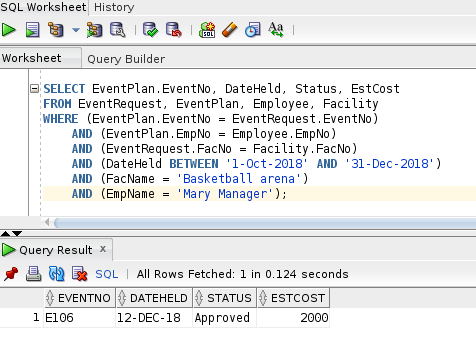 SQL Worksheet History
Worksheet Query Builder
SELECT EventPlan.EventNo, DateHeld, Status, EstCost
FROM EventRequest, EventPlan, Employee, Facility
WHERE (EventPlan.EventNo = EventRequest.EventNo)
AND (EventPlan.EmpNo = Employee.EmpNo)
AND (EventRequest.FacNo = Facility.FacNo)
AND (DateHeld BETWEEN '1-Oct-2018' AND '31-Dec-2018')
AND (FacName = 'Basketball arena')
AND (EmpName = 'Mary Manager');
Query Result x
SQL | All Rows Fetched: 1 in 0.124 seconds
EVENTNO DATEHELD STATUS ESTCOST
1 E106 12-DEC-18 Approved 2000